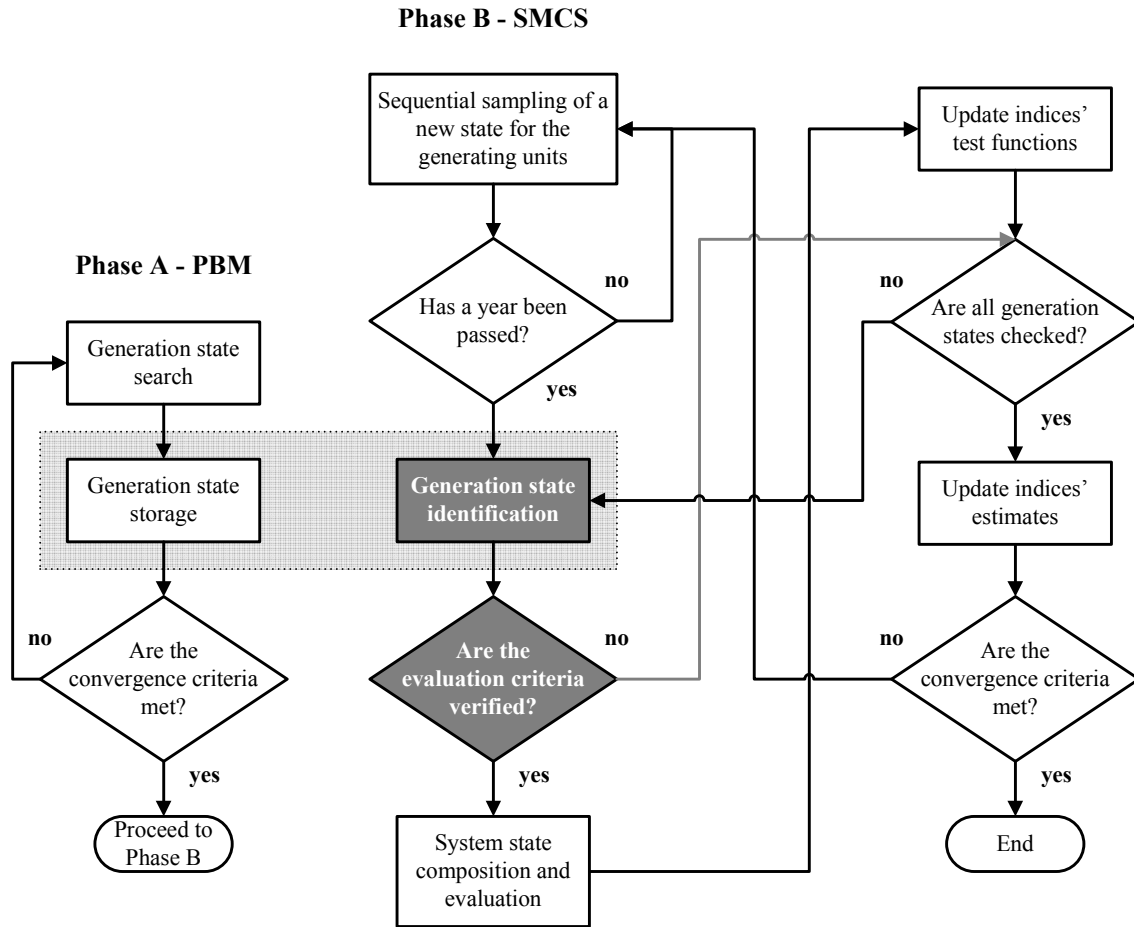 Phase B - SMCS
Sequential sampling of a
new state for the
generating units
Update indices’
test functions
Phase A - PBM
no
Has a year been
passed?
no
Are all generation
states checked?
Generation state
search
yes
yes
Generation state
storage
Generation state
identification
Update indices’
estimates
no
Are the
convergence criteria
met?
no
Are the
evaluation criteria
verified?
no
Are the
convergence criteria
met?
yes
yes
yes
Proceed to
Phase B
System state
composition and
evaluation
End